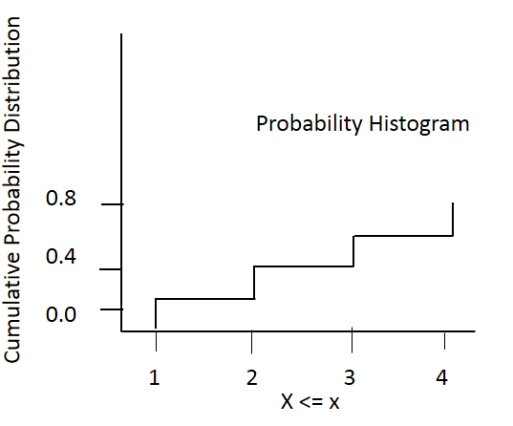 Cumulative Probability Distribution
Probability Histogram
0.8
0.4
0.0
1 2 3 4
X <= x